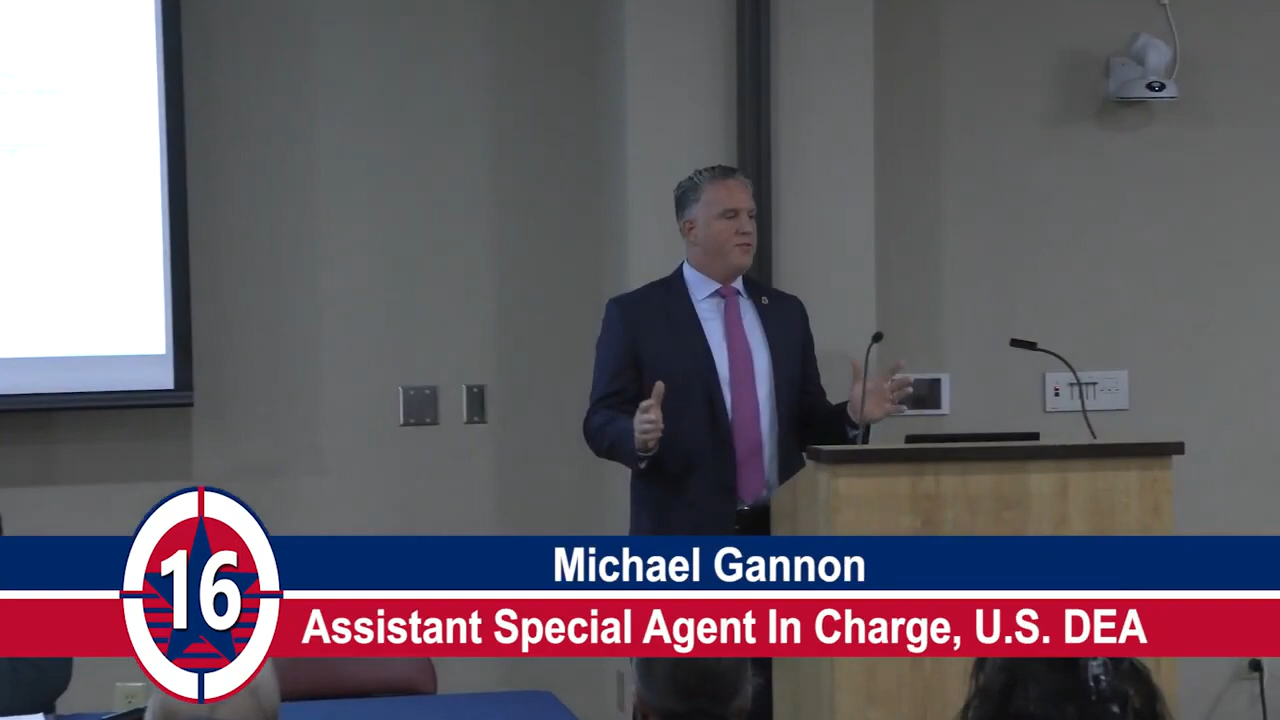 Michael Gannon
16
Assistant Special Agent In Charge, U.S. DEA